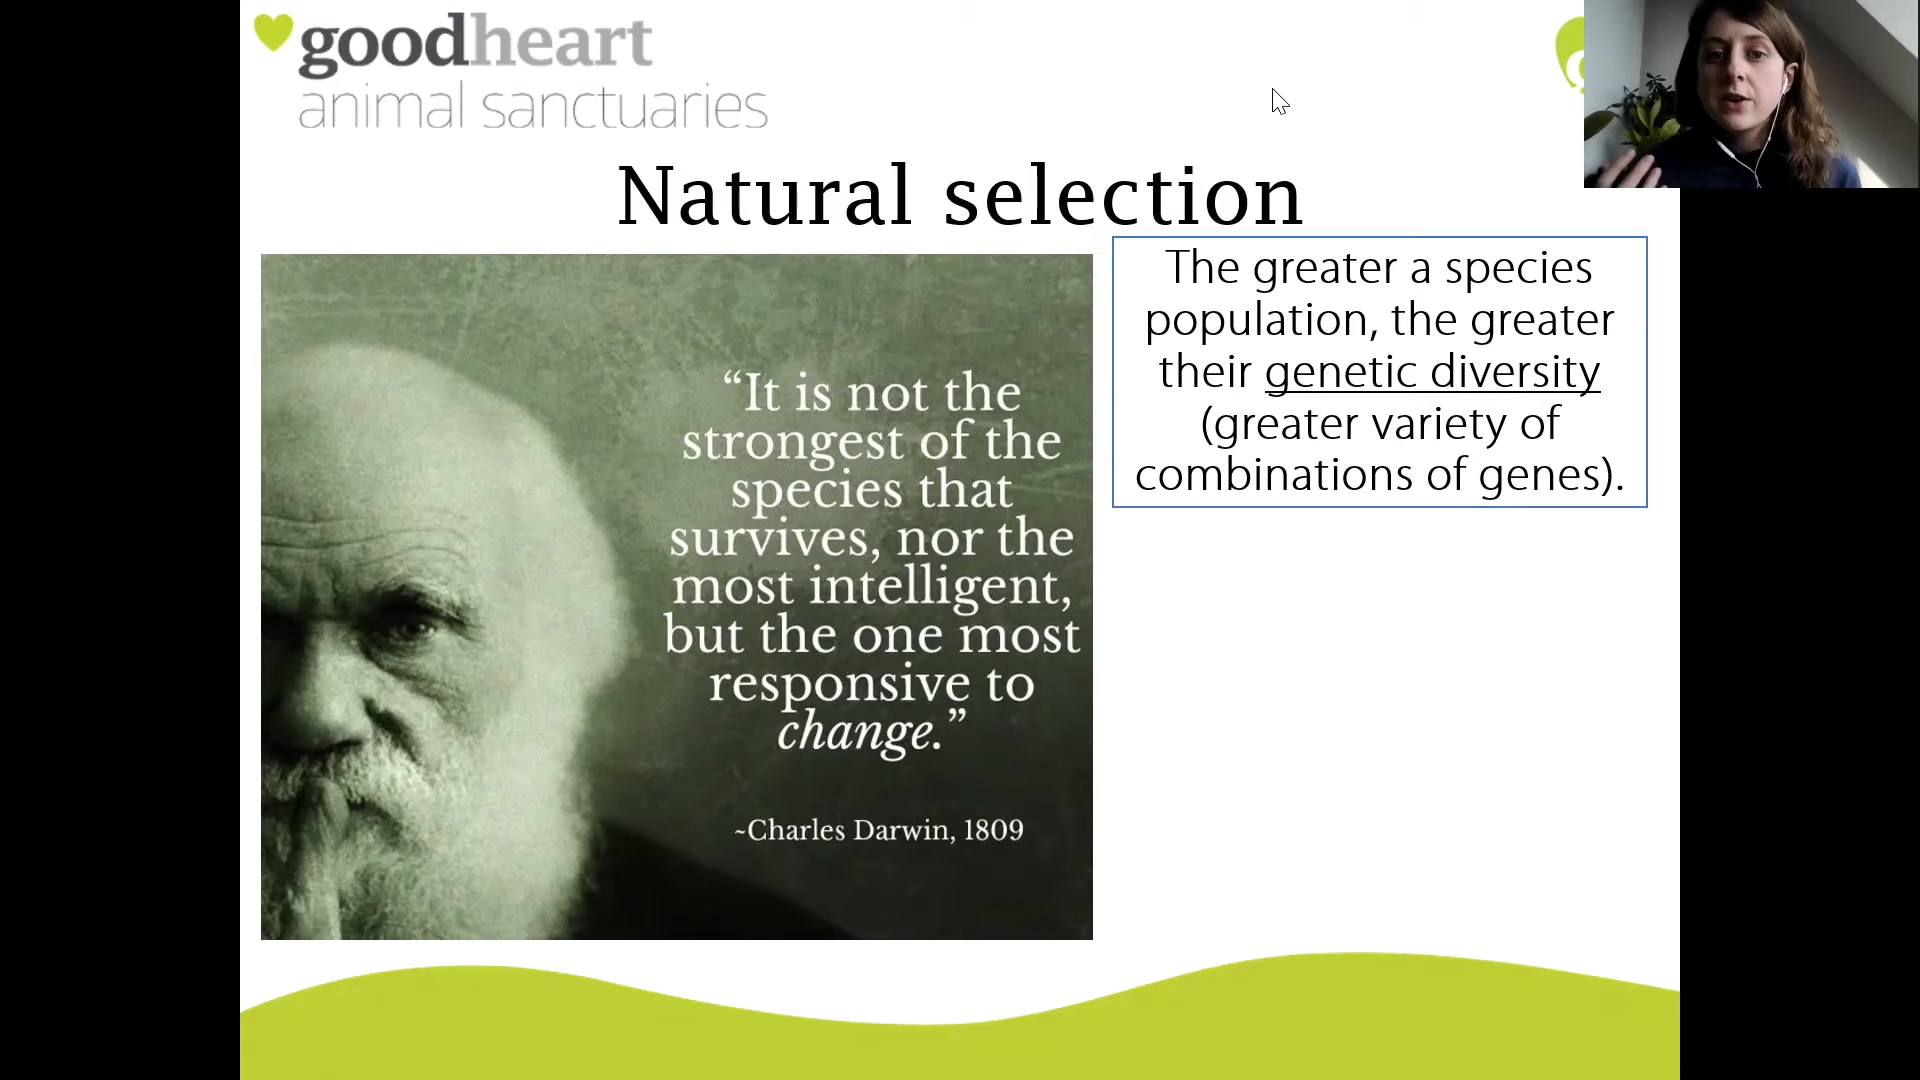 goodheart
animal sanctuaries
Natural selection
“It is not the
strongest of the
species that
survives, nor the
most intelligent,
but the one most
responsive to
change.”
~Charles Darwin, 1809
The greater a species
population, the greater
their genetic diversity
(greater variety of
combinations of genes).